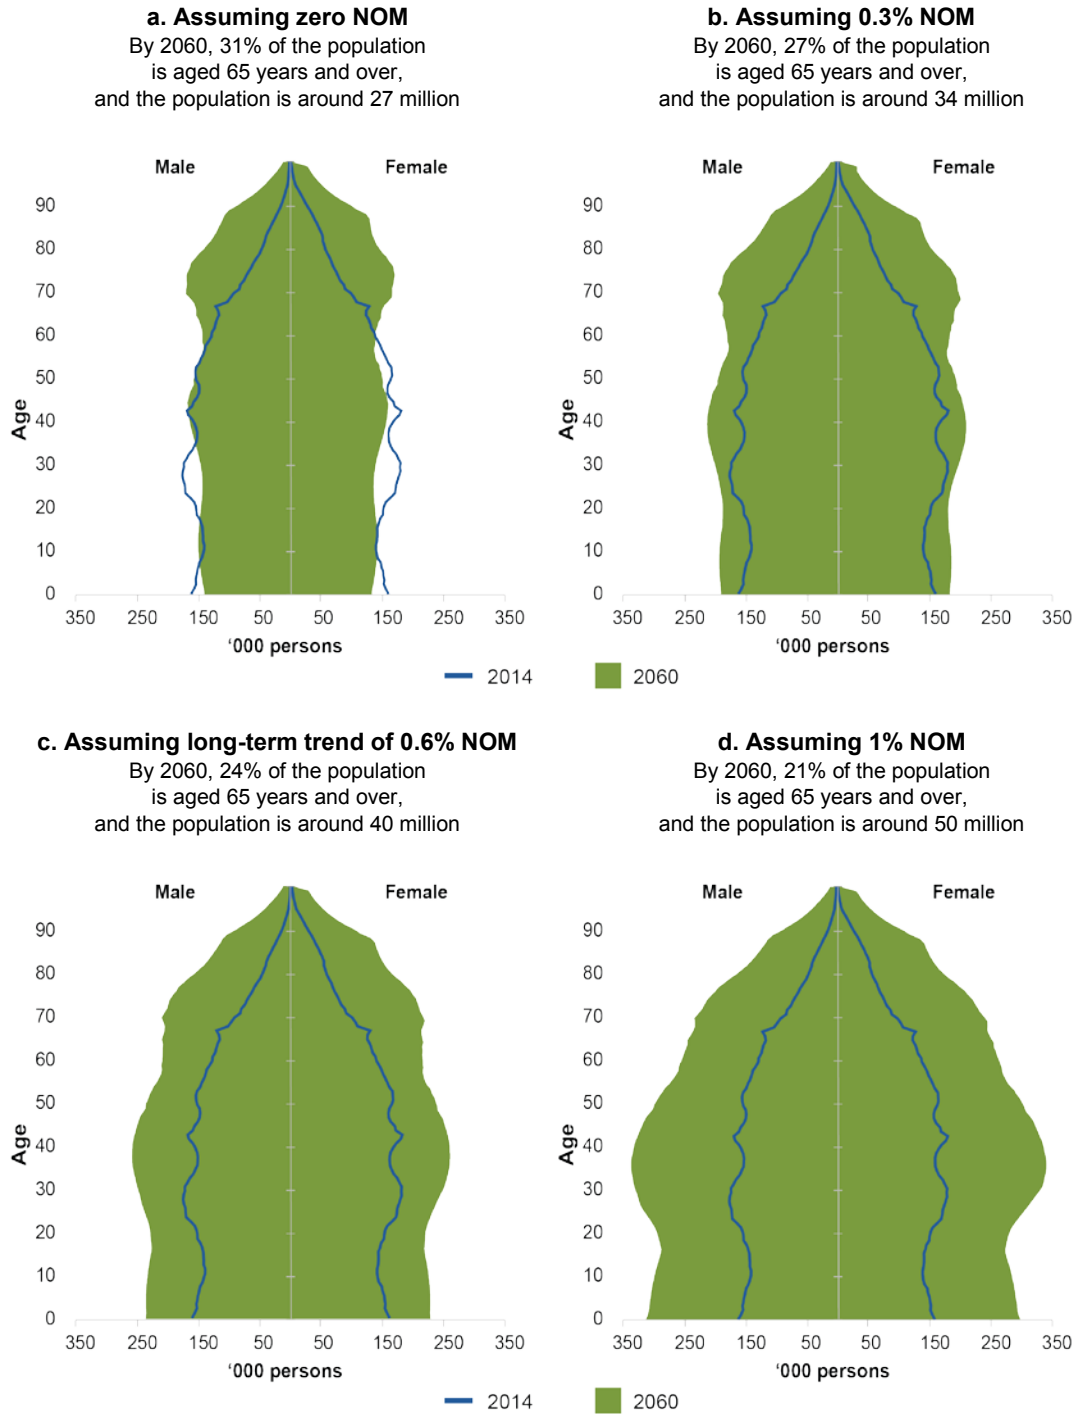 a. Assuming zero NOM
By 2060, 31% of the population
is aged 65 years and over,
and the population is around 27 million
Male
Female
90
80
70
60
50
40
30
20
10
0
Age
350 250 150 50 50 150 250 350
‘000 persons
b. Assuming 0.3% NOM
By 2060, 27% of the population
is aged 65 years and over,
and the population is around 34 million
Male
Female
90
80
70
60
50
40
30
20
10
0
Age
350 250 150 50 50 150 250 350
‘000 persons
2014
2060
c. Assuming long-term trend of 0.6% NOM
By 2060, 24% of the population
is aged 65 years and over,
and the population is around 40 million
Male
Female
90
80
70
60
50
40
30
20
10
0
Age
350 250 150 50 50 150 250 350
‘000 persons
d. Assuming 1% NOM
By 2060, 21% of the population
is aged 65 years and over,
and the population is around 50 million
Male
Female
90
80
70
60
50
40
30
20
10
0
Age
350 250 150 50 50 150 250 350
‘000 persons
2014
2060